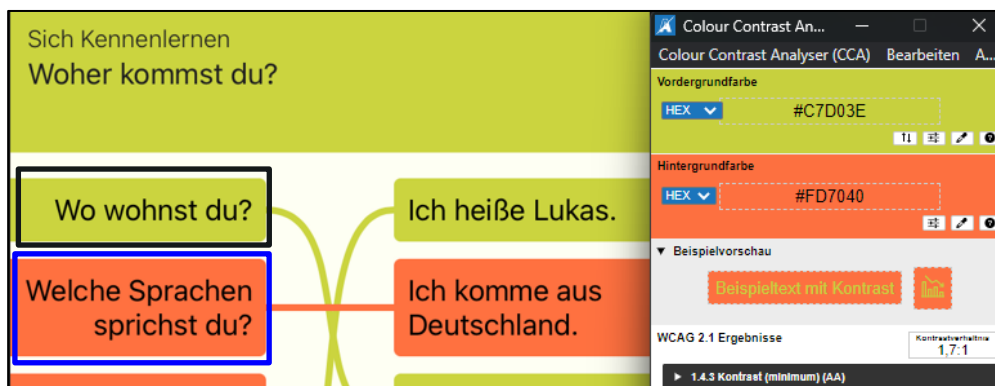 Sich Kennenlernen
Woher kommst du?
Wo wohnst du?
Welche Sprachen
sprichst du?
Ich heiße Lukas.
Ich komme aus
Deutschland.
Colour Contrast An...
Colour Contrast Analyser (CCA) Bearbeiten A...
Vordergrundfarbe
HEX #C7D03E
Hintergrundfarbe
HEX #FD7040
Beispielvorschau
Beispieltext mit Kontrast
WCAG 2.1 Ergebnisse
Kontrastverhältnis
1,7:1
1.4.3 Kontrast (minimum) (AA)